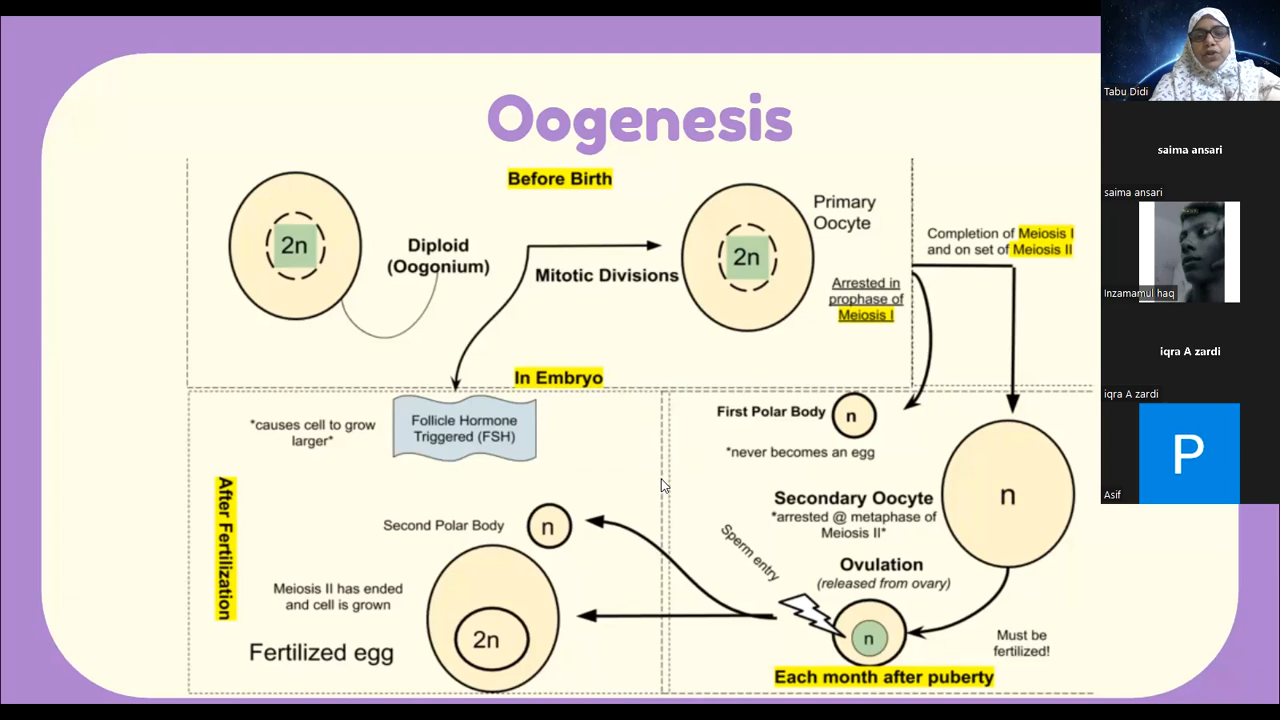 Oogenesis
Before Birth
2n
Diploid
(Oogonium)
Mitotic Divisions
2n
Primary
Oocyte
Arrested in
prophase of
Meiosis I
Completion of Meiosis I
and on set of Meiosis II
In Embryo
*causes cell to grow
larger*
Follicle Hormone
Triggered (FSH)
First Polar Body
n
*never becomes an egg
n
Secondary Oocyte
*arrested @ metaphase of
Meiosis II*
Sperm entry
Ovulation
(released from ovary)
n
Must be
fertilized!
Each month after puberty
After Fertilization
Second Polar Body
n
Meiosis II has ended
and cell is grown
2n
Fertilized egg
Tabu Didi
saima ansari
saima ansari
Inzamamul haq
iqra A zardi
iqra A zardi
P
Asif